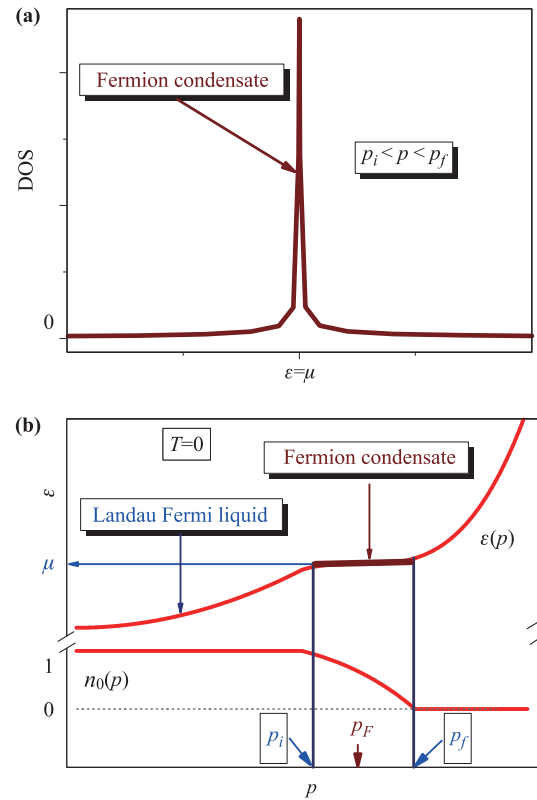 (a)
Fermion condensate
p_i < p < p_f
DOS
0
ε=μ
(b)
T=0
Fermion condensate
ε
Landau Fermi liquid
ε(p)
μ
1
n_0(p)
0
p_i
p_F
p_f
p